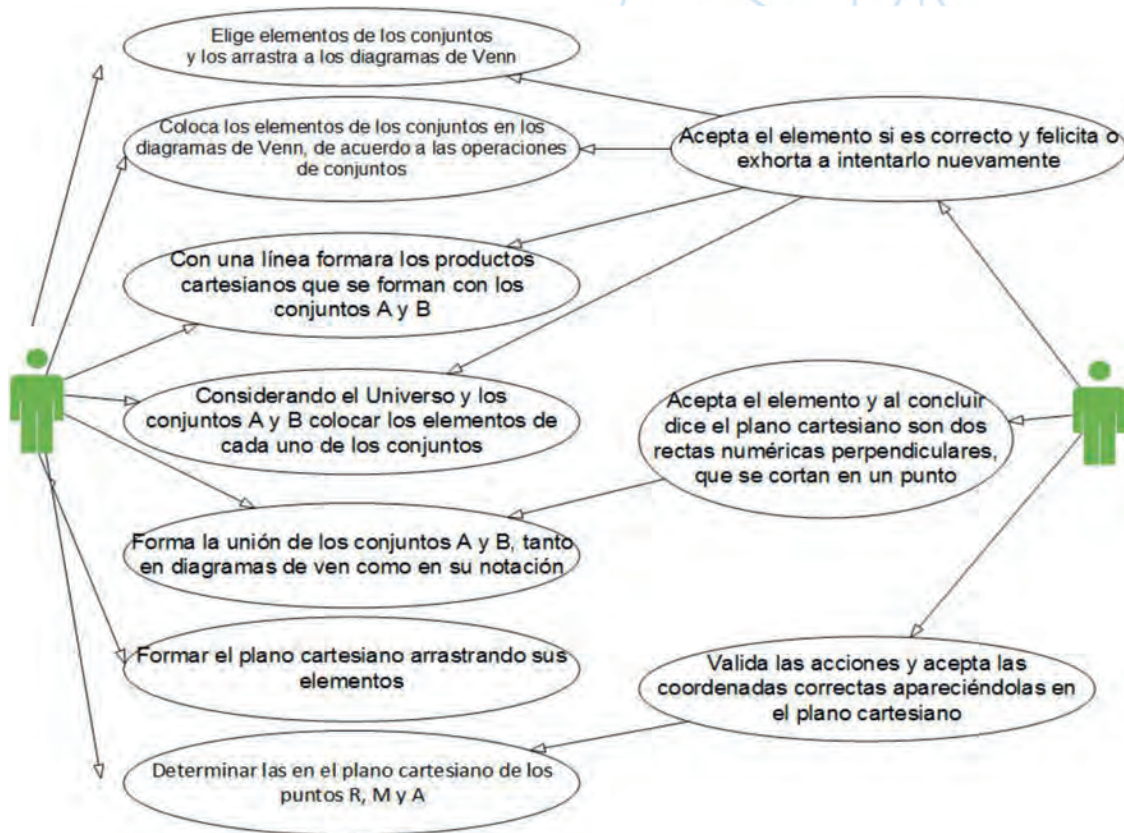 Elige elementos de los conjuntos
y los arrastra a los diagramas de Venn
Coloca los elementos de los conjuntos en los
diagramas de Venn, de acuerdo a las operaciones
de conjuntos
Acepta el elemento si es correcto y felicita o
exhorta a intentarlo nuevamente
Con una línea formara los productos
cartesianos que se forman con los
conjuntos A y B
Considerando el Universo y los
conjuntos A y B colocar los elementos de
cada uno de los conjuntos
Acepta el elemento y al concluir
dice el plano cartesiano son dos
rectas numéricas perpendiculares,
que se cortan en un punto
Forma la unión de los conjuntos A y B, tanto
en diagramas de ven como en su notación
Formar el plano cartesiano arrastrando sus
elementos
Valida las acciones y acepta las
coordenadas correctas apareciéndolas en
el plano cartesiano
Determinar las en el plano cartesiano de los
puntos R, M y A